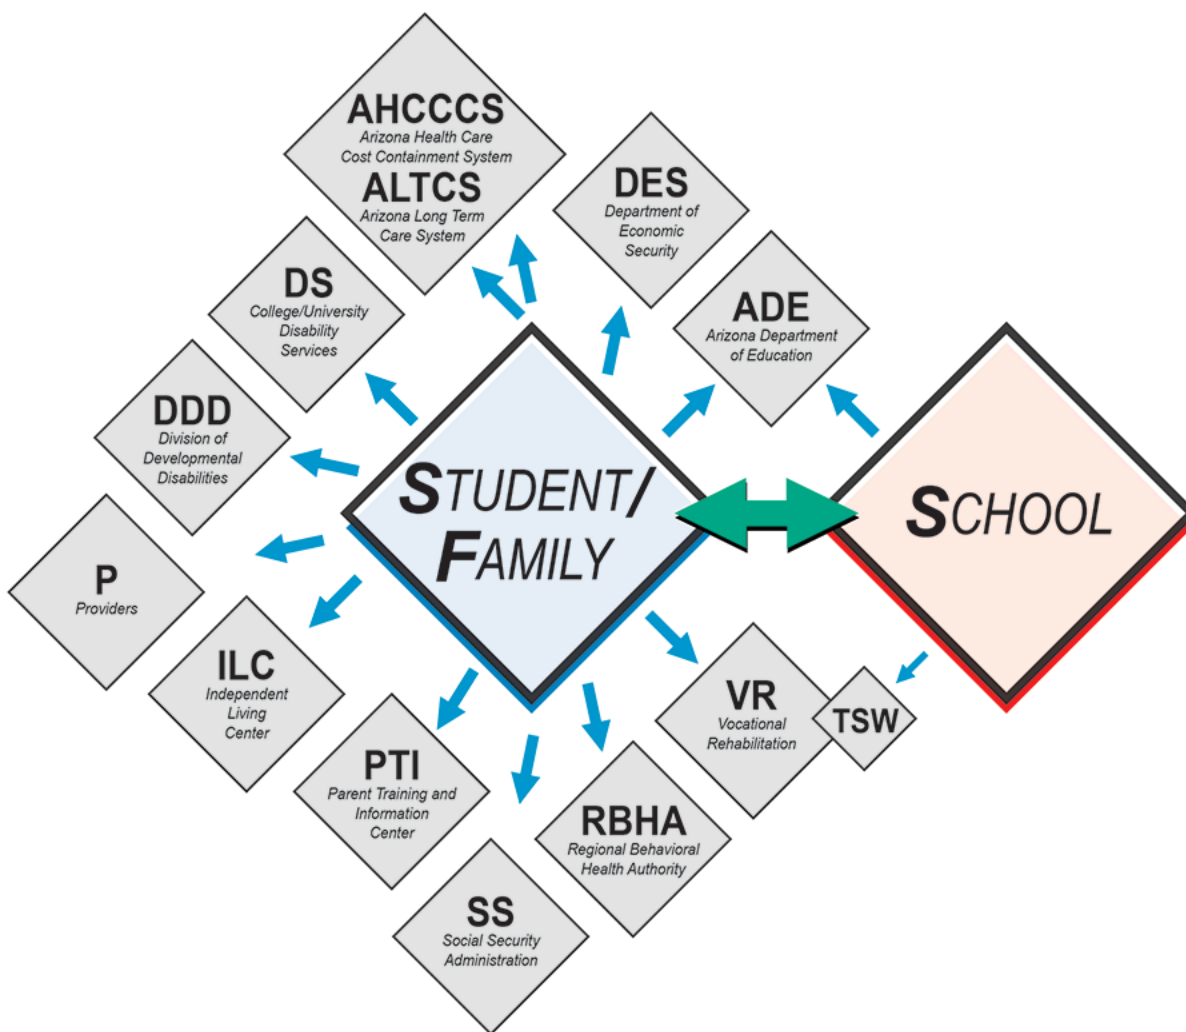 AHCCCS
Arizona Health Care
Cost Containment System
ALTCS
Arizona Long Term
Care System
DES
Department of
Economic
Security
DS
College/University
Disability
Services
ADE
Arizona Department
of Education
DDD
Division of
Developmental
Disabilities
STUDENT/
FAMILY
SCHOOL
P
Providers
ILC
Independent
Living
Center
VR
Vocational
Rehabilitation
TSW
PTI
Parent Training and
Information
Center
RBHA
Regional Behavioral
Health Authority
SS
Social Security
Administration